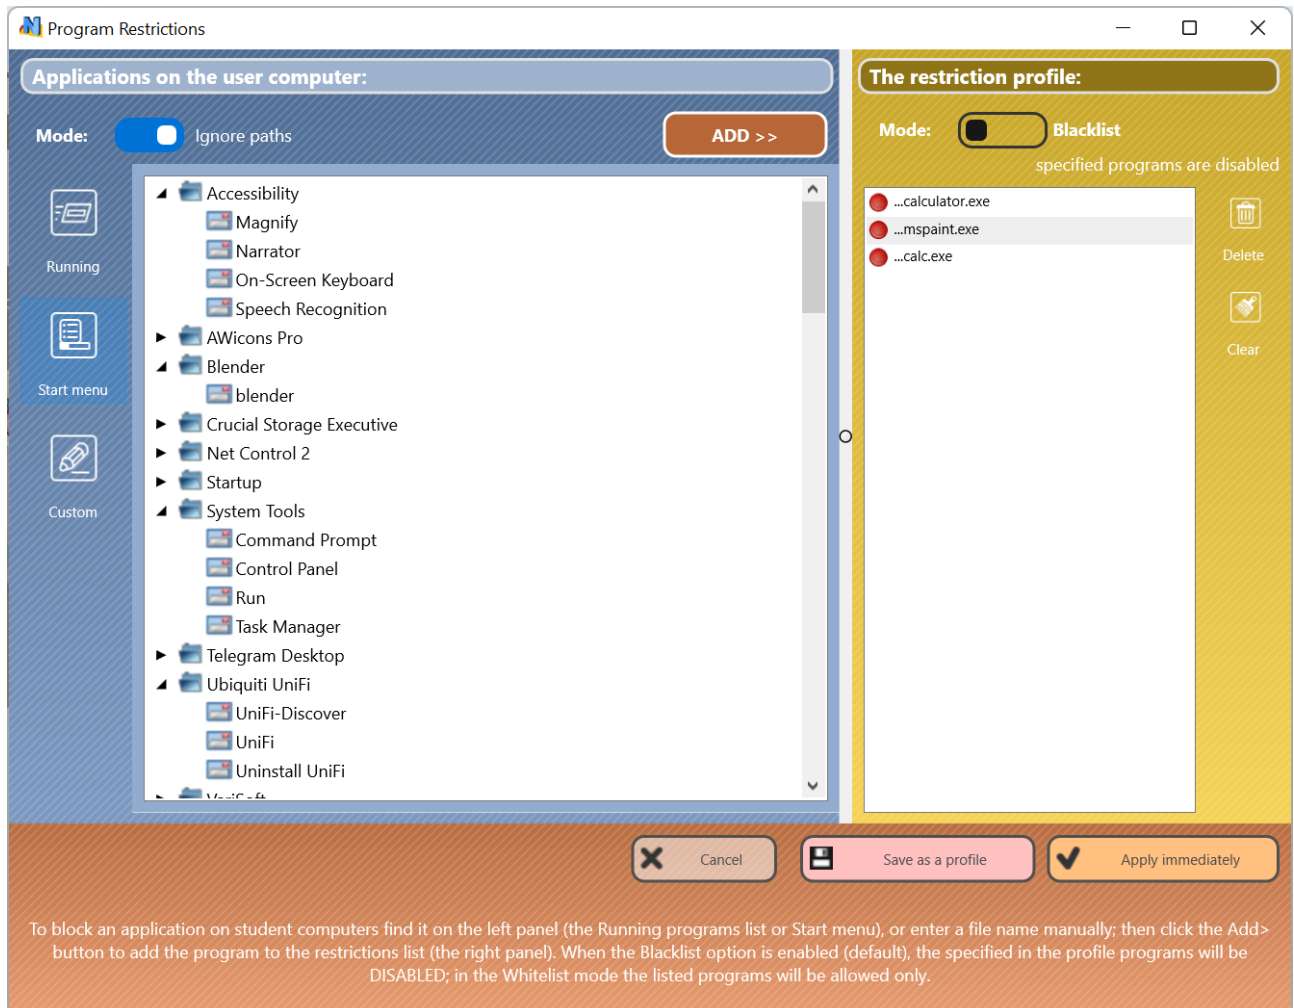 Program Restrictions
Applications on the user computer:
Mode:
Ignore paths
ADD >>
Running
Start menu
Custom
Accessibility
Magnify
Narrator
On-Screen Keyboard
Speech Recognition
AWicons Pro
Blender
blender
Crucial Storage Executive
Net Control 2
Startup
System Tools
Command Prompt
Control Panel
Run
Task Manager
Telegram Desktop
Ubiquiti UniFi
UniFi-Discover
UniFi
Uninstall UniFi
The restriction profile:
Mode:
Blacklist
specified programs are disabled
...calculator.exe
...mspaint.exe
...calc.exe
Delete
Clear
Cancel
Save as a profile
Apply immediately
To block an application on student computers find it on the left panel (the Running programs list or Start menu), or enter a file name manually; then click the Add>
button to add the program to the restrictions list (the right panel). When the Blacklist option is enabled (default), the specified in the profile programs will be
DISABLED; in the Whitelist mode the listed programs will be allowed only.